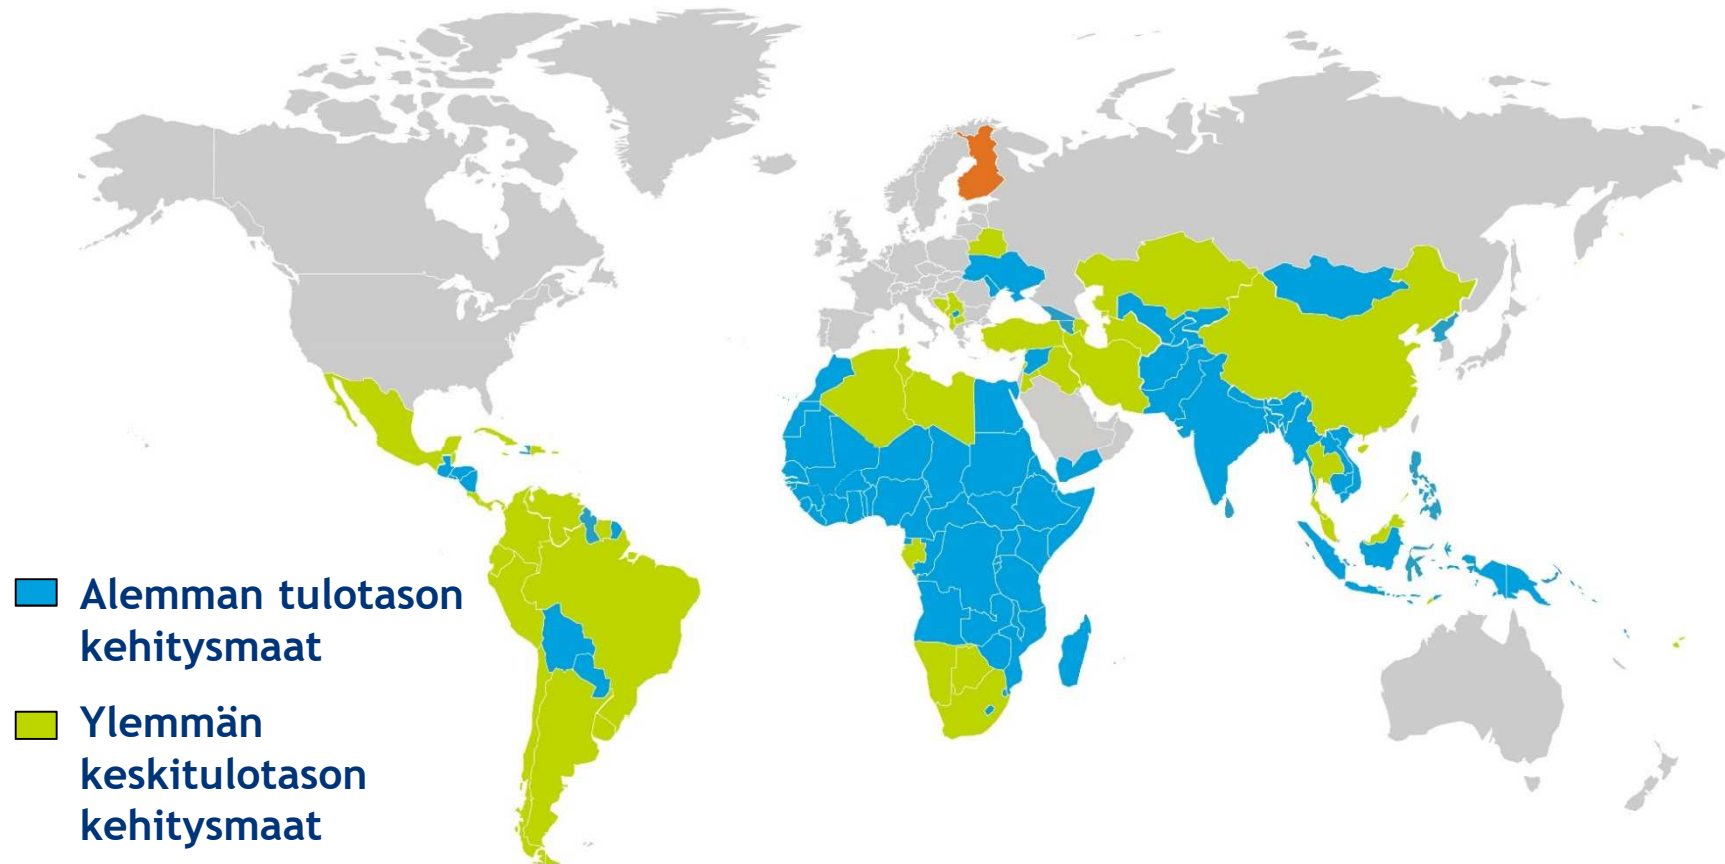 Alemman tulotason
kehitysmaat
Ylemmän
keskitulotason
kehitysmaat